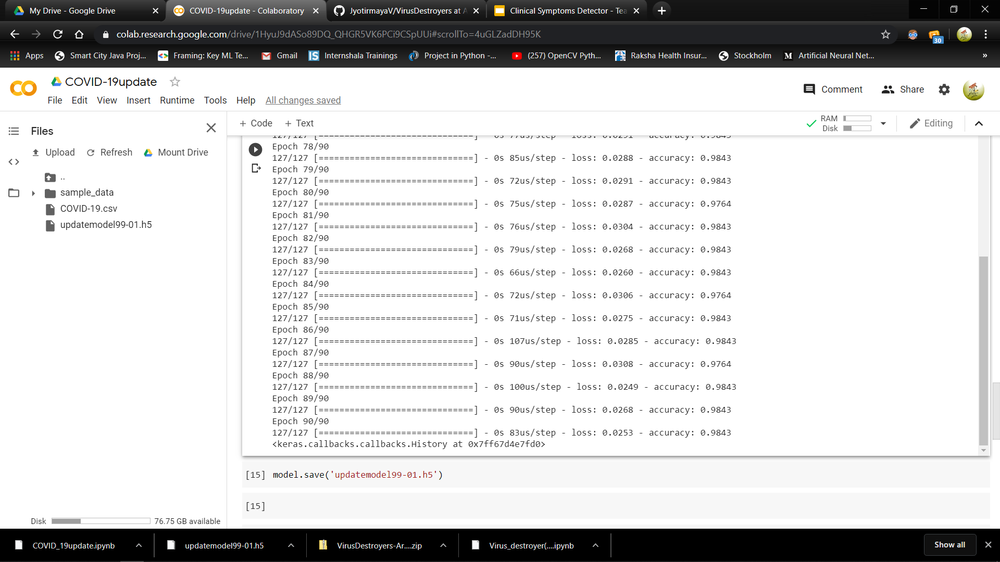 My Drive - Google Drive
COVID-19update - Colaboratory
JyotirmayaV/VirusDestroyers at A
Clinical Symptoms Detector - Tea
colab.research.google.com/drive/1HyuJ9dASo89DQ_QHGR5VK6PCi9CSpUUi#scrollTo=4uGLZadDH95K
30
Apps
Smart City Java Proj...
Framing: Key ML Te...
Gmail
Internshala Trainings
Project in Python -...
(257) OpenCV Pyth...
Raksha Health Insur...
Stockholm
Artificial Neural Net...
»
COVID-19update
File Edit View Insert Runtime Tools Help All changes saved
Comment
Share
Files
Upload Refresh Mount Drive
..
sample_data
COVID-19.csv
updatemodel99-01.h5
Disk 76.75 GB available
+ Code + Text
RAM
Disk
Editing
127/127 [==============================] - 0s 77us/step - loss: 0.0291 - accuracy: 0.9843
Epoch 78/90
127/127 [==============================] - 0s 85us/step - loss: 0.0288 - accuracy: 0.9843
Epoch 79/90
127/127 [==============================] - 0s 72us/step - loss: 0.0291 - accuracy: 0.9843
Epoch 80/90
127/127 [==============================] - 0s 75us/step - loss: 0.0287 - accuracy: 0.9764
Epoch 81/90
127/127 [==============================] - 0s 76us/step - loss: 0.0304 - accuracy: 0.9843
Epoch 82/90
127/127 [==============================] - 0s 79us/step - loss: 0.0268 - accuracy: 0.9843
Epoch 83/90
127/127 [==============================] - 0s 66us/step - loss: 0.0260 - accuracy: 0.9843
Epoch 84/90
127/127 [==============================] - 0s 72us/step - loss: 0.0306 - accuracy: 0.9764
Epoch 85/90
127/127 [==============================] - 0s 71us/step - loss: 0.0275 - accuracy: 0.9843
Epoch 86/90
127/127 [==============================] - 0s 107us/step - loss: 0.0285 - accuracy: 0.9843
Epoch 87/90
127/127 [==============================] - 0s 90us/step - loss: 0.0308 - accuracy: 0.9764
Epoch 88/90
127/127 [==============================] - 0s 100us/step - loss: 0.0249 - accuracy: 0.9843
Epoch 89/90
127/127 [==============================] - 0s 90us/step - loss: 0.0268 - accuracy: 0.9843
Epoch 90/90
127/127 [==============================] - 0s 83us/step - loss: 0.0253 - accuracy: 0.9843
<keras.callbacks.callbacks.History at 0x7ff67d4e7fd0>
[15] model.save('updatemodel99-01.h5')
[15]
COVID_19update.ipynb
updatemodel99-01.h5
VirusDestroyers-Ar....zip
Virus_destroyer(....ipynb
Show all